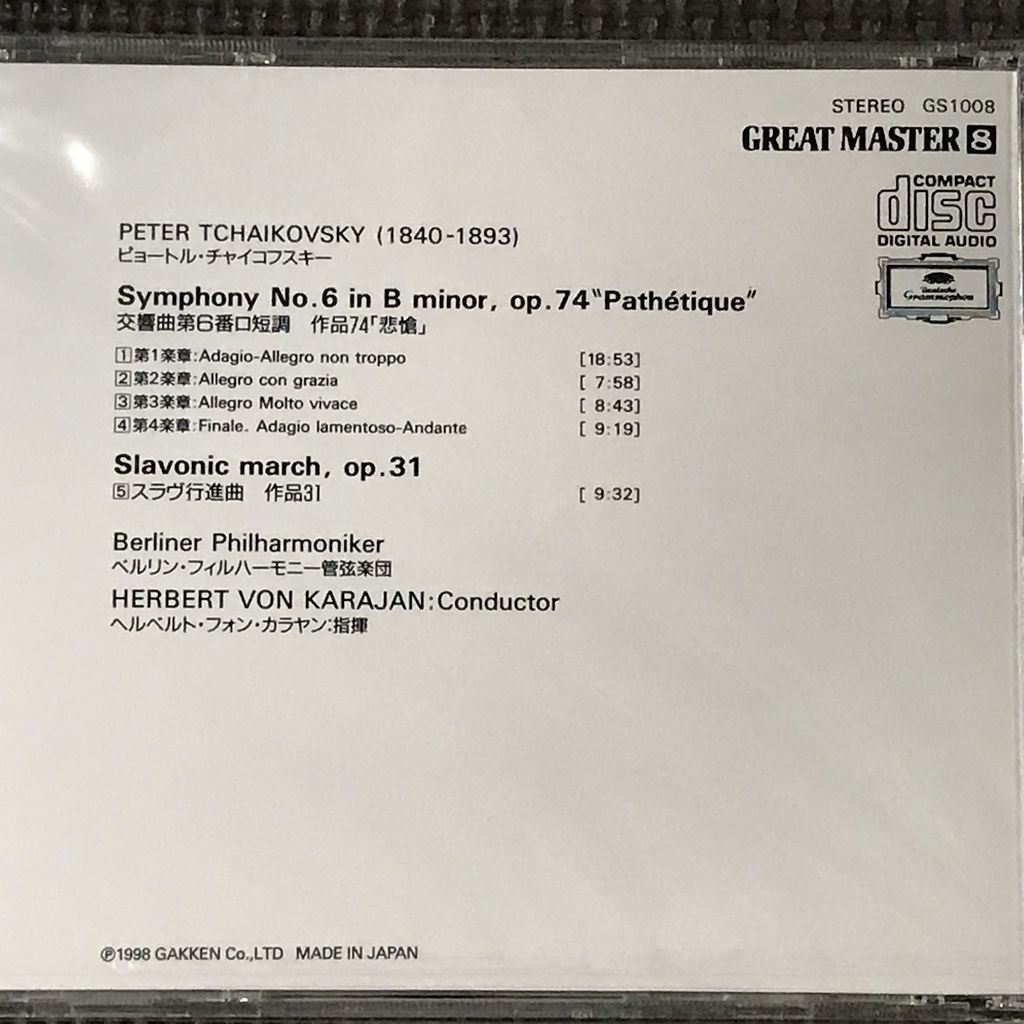 STEREO GS1008
GREAT MASTER 8
COMPACT
disc
DIGITAL AUDIO
Deutsche
Grammophon
PETER TCHAIKOVSKY (1840-1893)
ピョートル・チャイコフスキー
Symphony No.6 in B minor, op.74 "Pathétique"
交響曲第6番ロ短調 作品74「悲愴」
1 第1楽章:Adagio-Allegro non troppo [18:53]
2 第2楽章:Allegro con grazia [ 7:58]
3 第3楽章:Allegro Molto vivace [ 8:43]
4 第4楽章:Finale. Adagio lamentoso-Andante [ 9:19]
Slavonic march, op.31
5 スラヴ行進曲 作品31 [ 9:32]
Berliner Philharmoniker
ベルリン・フィルハーモニー管弦楽団
HERBERT VON KARAJAN:Conductor
ヘルベルト・フォン・カラヤン:指揮
℗1998 GAKKEN Co.,LTD MADE IN JAPAN